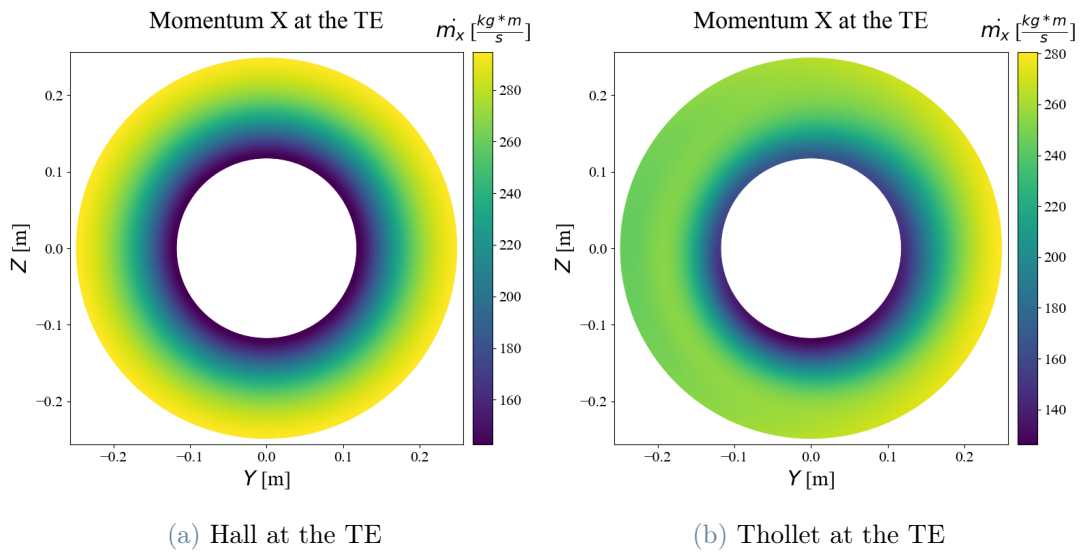 Momentum X at the TE
ṁₓ [kg*m/s]
280
260
240
220
200
180
160
0.2
0.1
0.0
−0.1
−0.2
Z [m]
−0.2 −0.1 0.0 0.1 0.2
Y [m]
(a) Hall at the TE
Momentum X at the TE
ṁₓ [kg*m/s]
280
260
240
220
200
180
160
140
0.2
0.1
0.0
−0.1
−0.2
Z [m]
−0.2 −0.1 0.0 0.1 0.2
Y [m]
(b) Thollet at the TE